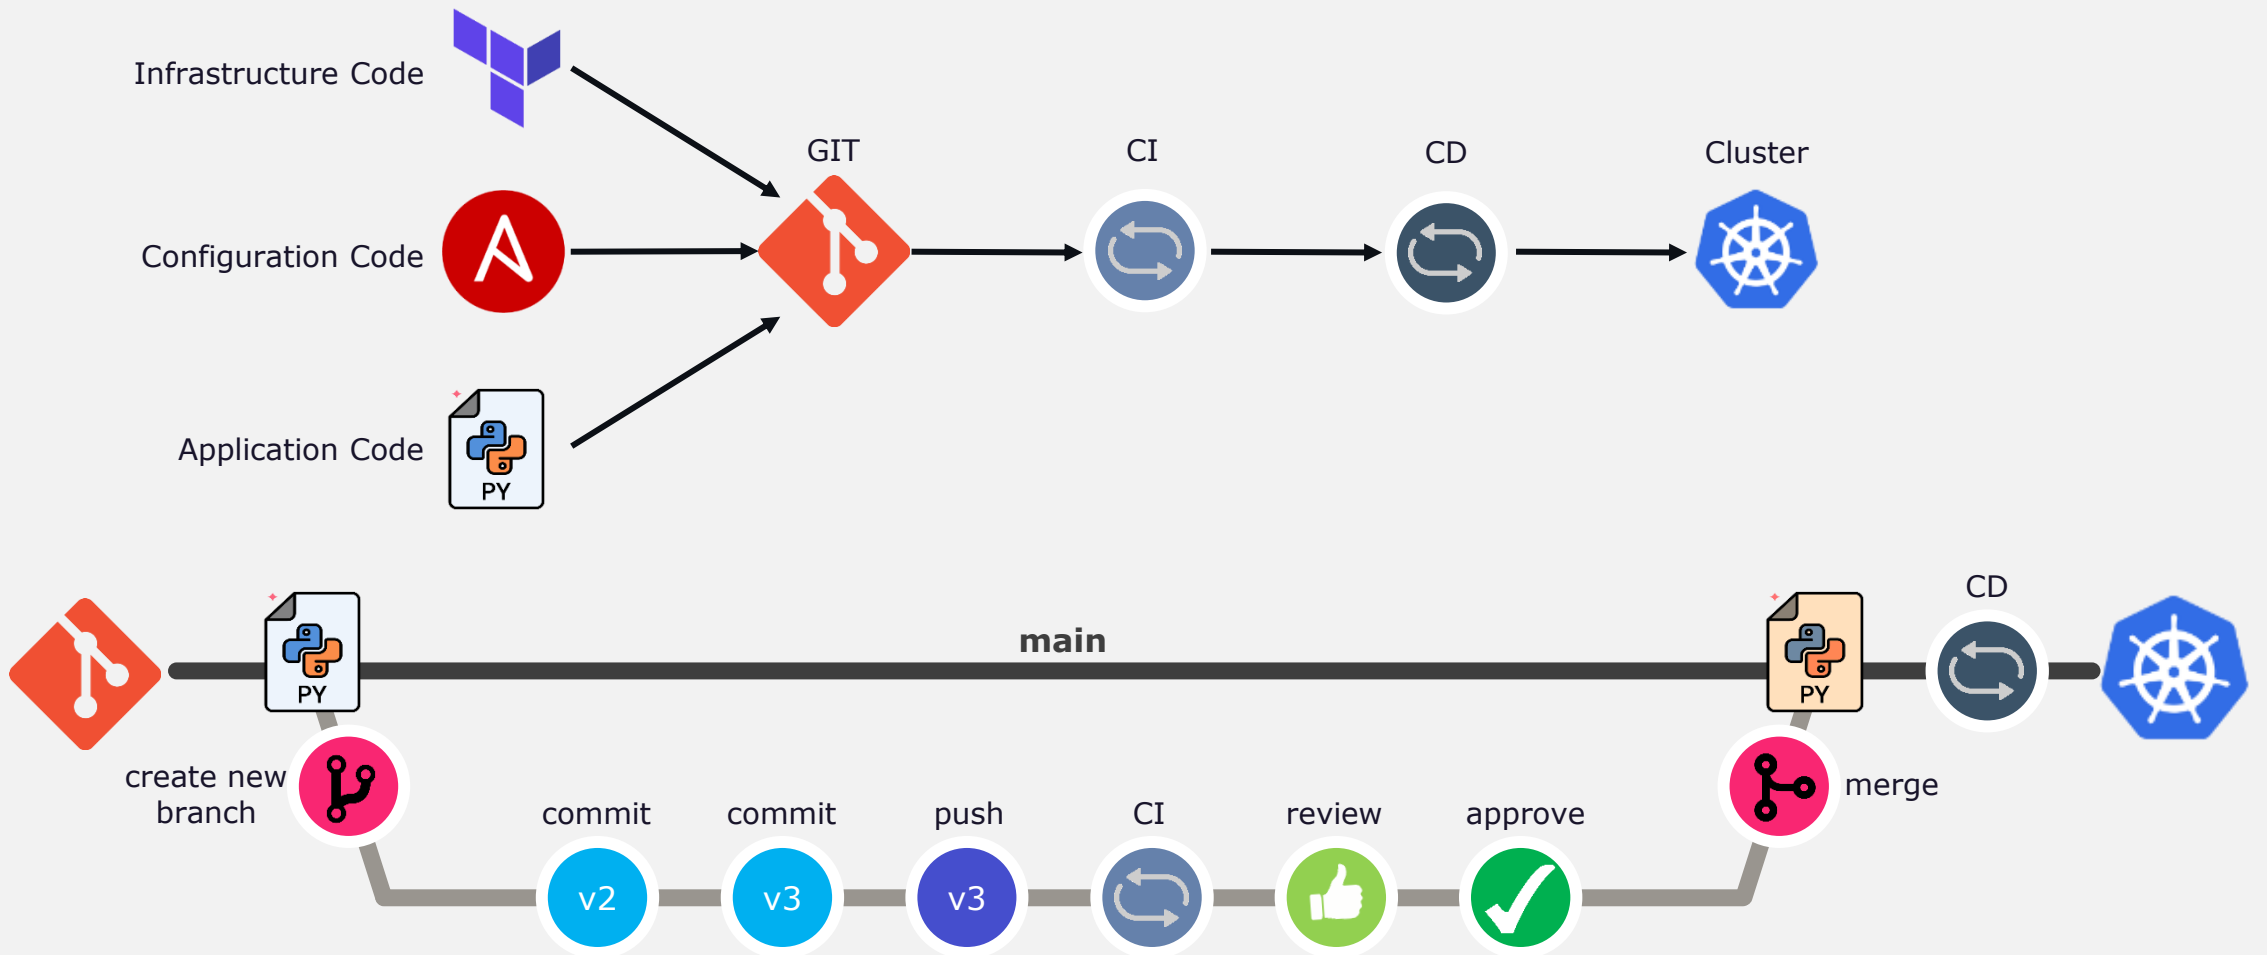 Infrastructure Code
GIT
CI
CD
Cluster
Configuration Code
Application Code
PY
CD
main
PY
PY
create new
branch
merge
commit
commit
push
CI
review
approve
v2
v3
v3